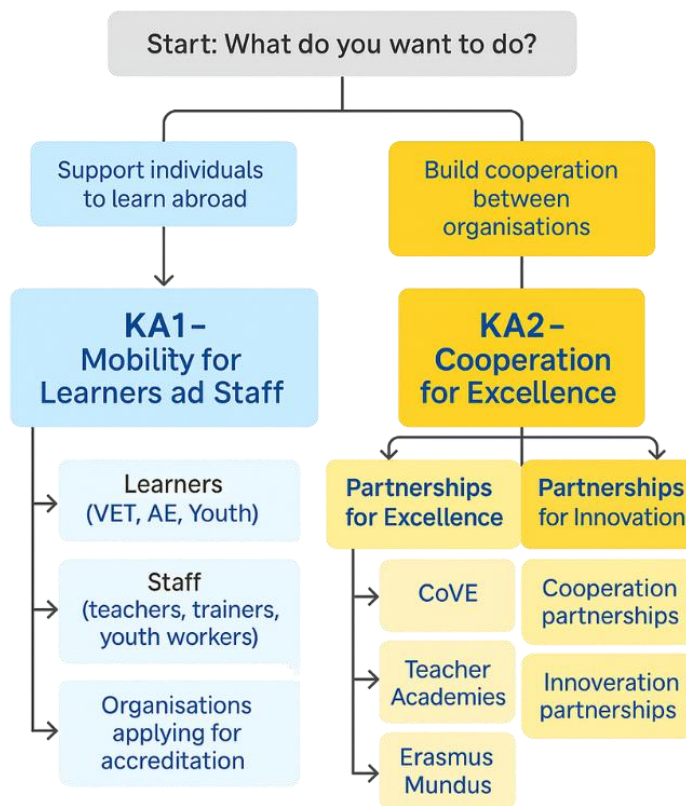 Start: What do you want to do?
Support individuals
to learn abroad
KA1–
Mobility for
Learners ad Staff
Learners
(VET, AE, Youth)
Staff
(teachers, trainers,
youth workers)
Organisations
applying for
accreditation
Build cooperation
between
organisations
KA2–
Cooperation
for Excellence
Partnerships
for Excellence
CoVE
Teacher
Academies
Erasmus
Mundus
Partnerships
for Innovation
Cooperation
partnerships
Innoveration
partnerships